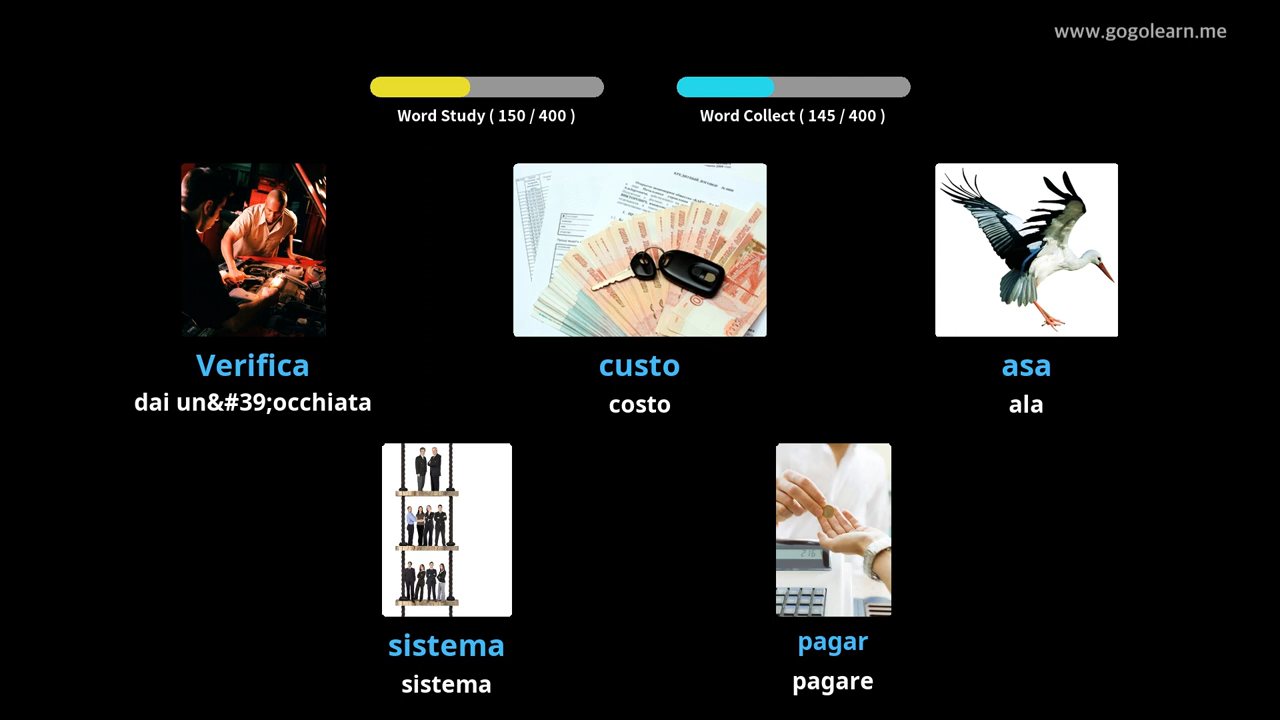 www.gogolearn.me
Word Study ( 150 / 400 )
Word Collect ( 145 / 400 )
Verifica
dai un&#39;occhiata
custo
costo
asa
ala
sistema
sistema
pagar
pagare